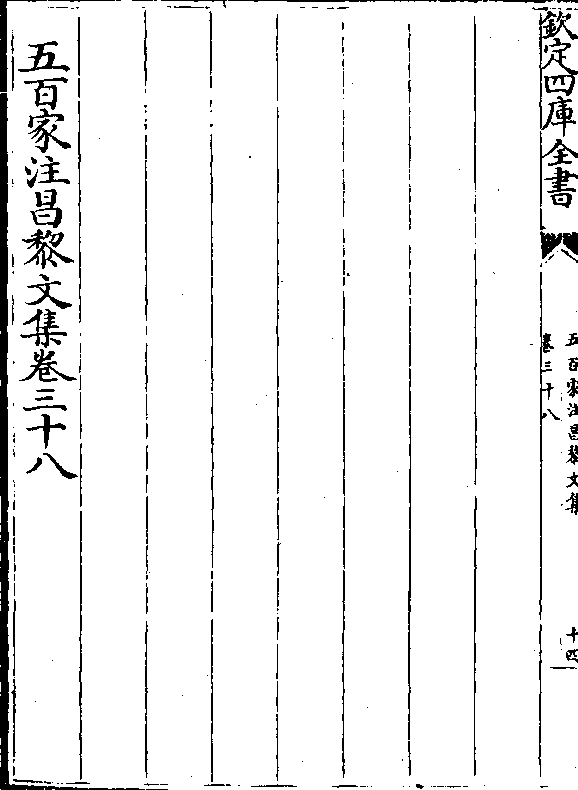 欽定四庫全書
五百家注昌黎文集
卷三十八
十四
五百家注昌黎文集卷三十八